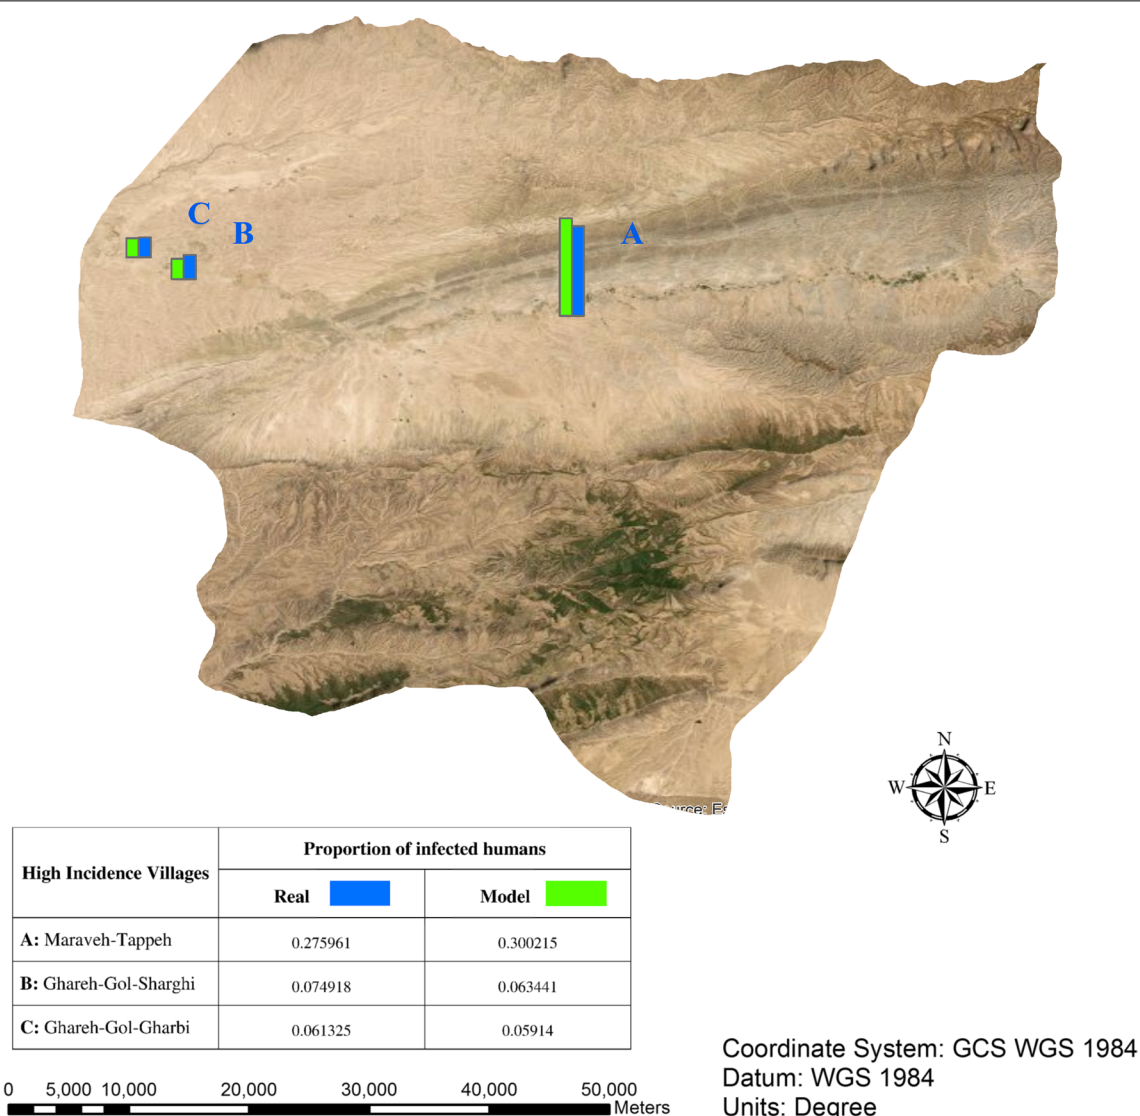 C
B
A
N
W E
S
High Incidence Villages
Proportion of infected humans
Real Model
A: Maraveh-Tappeh 0.275961 0.300215
B: Ghareh-Gol-Sharghi 0.074918 0.063441
C: Ghareh-Gol-Gharbi 0.061325 0.05914
0 5,000 10,000 20,000 30,000 40,000 50,000
Meters
Coordinate System: GCS WGS 1984
Datum: WGS 1984
Units: Degree